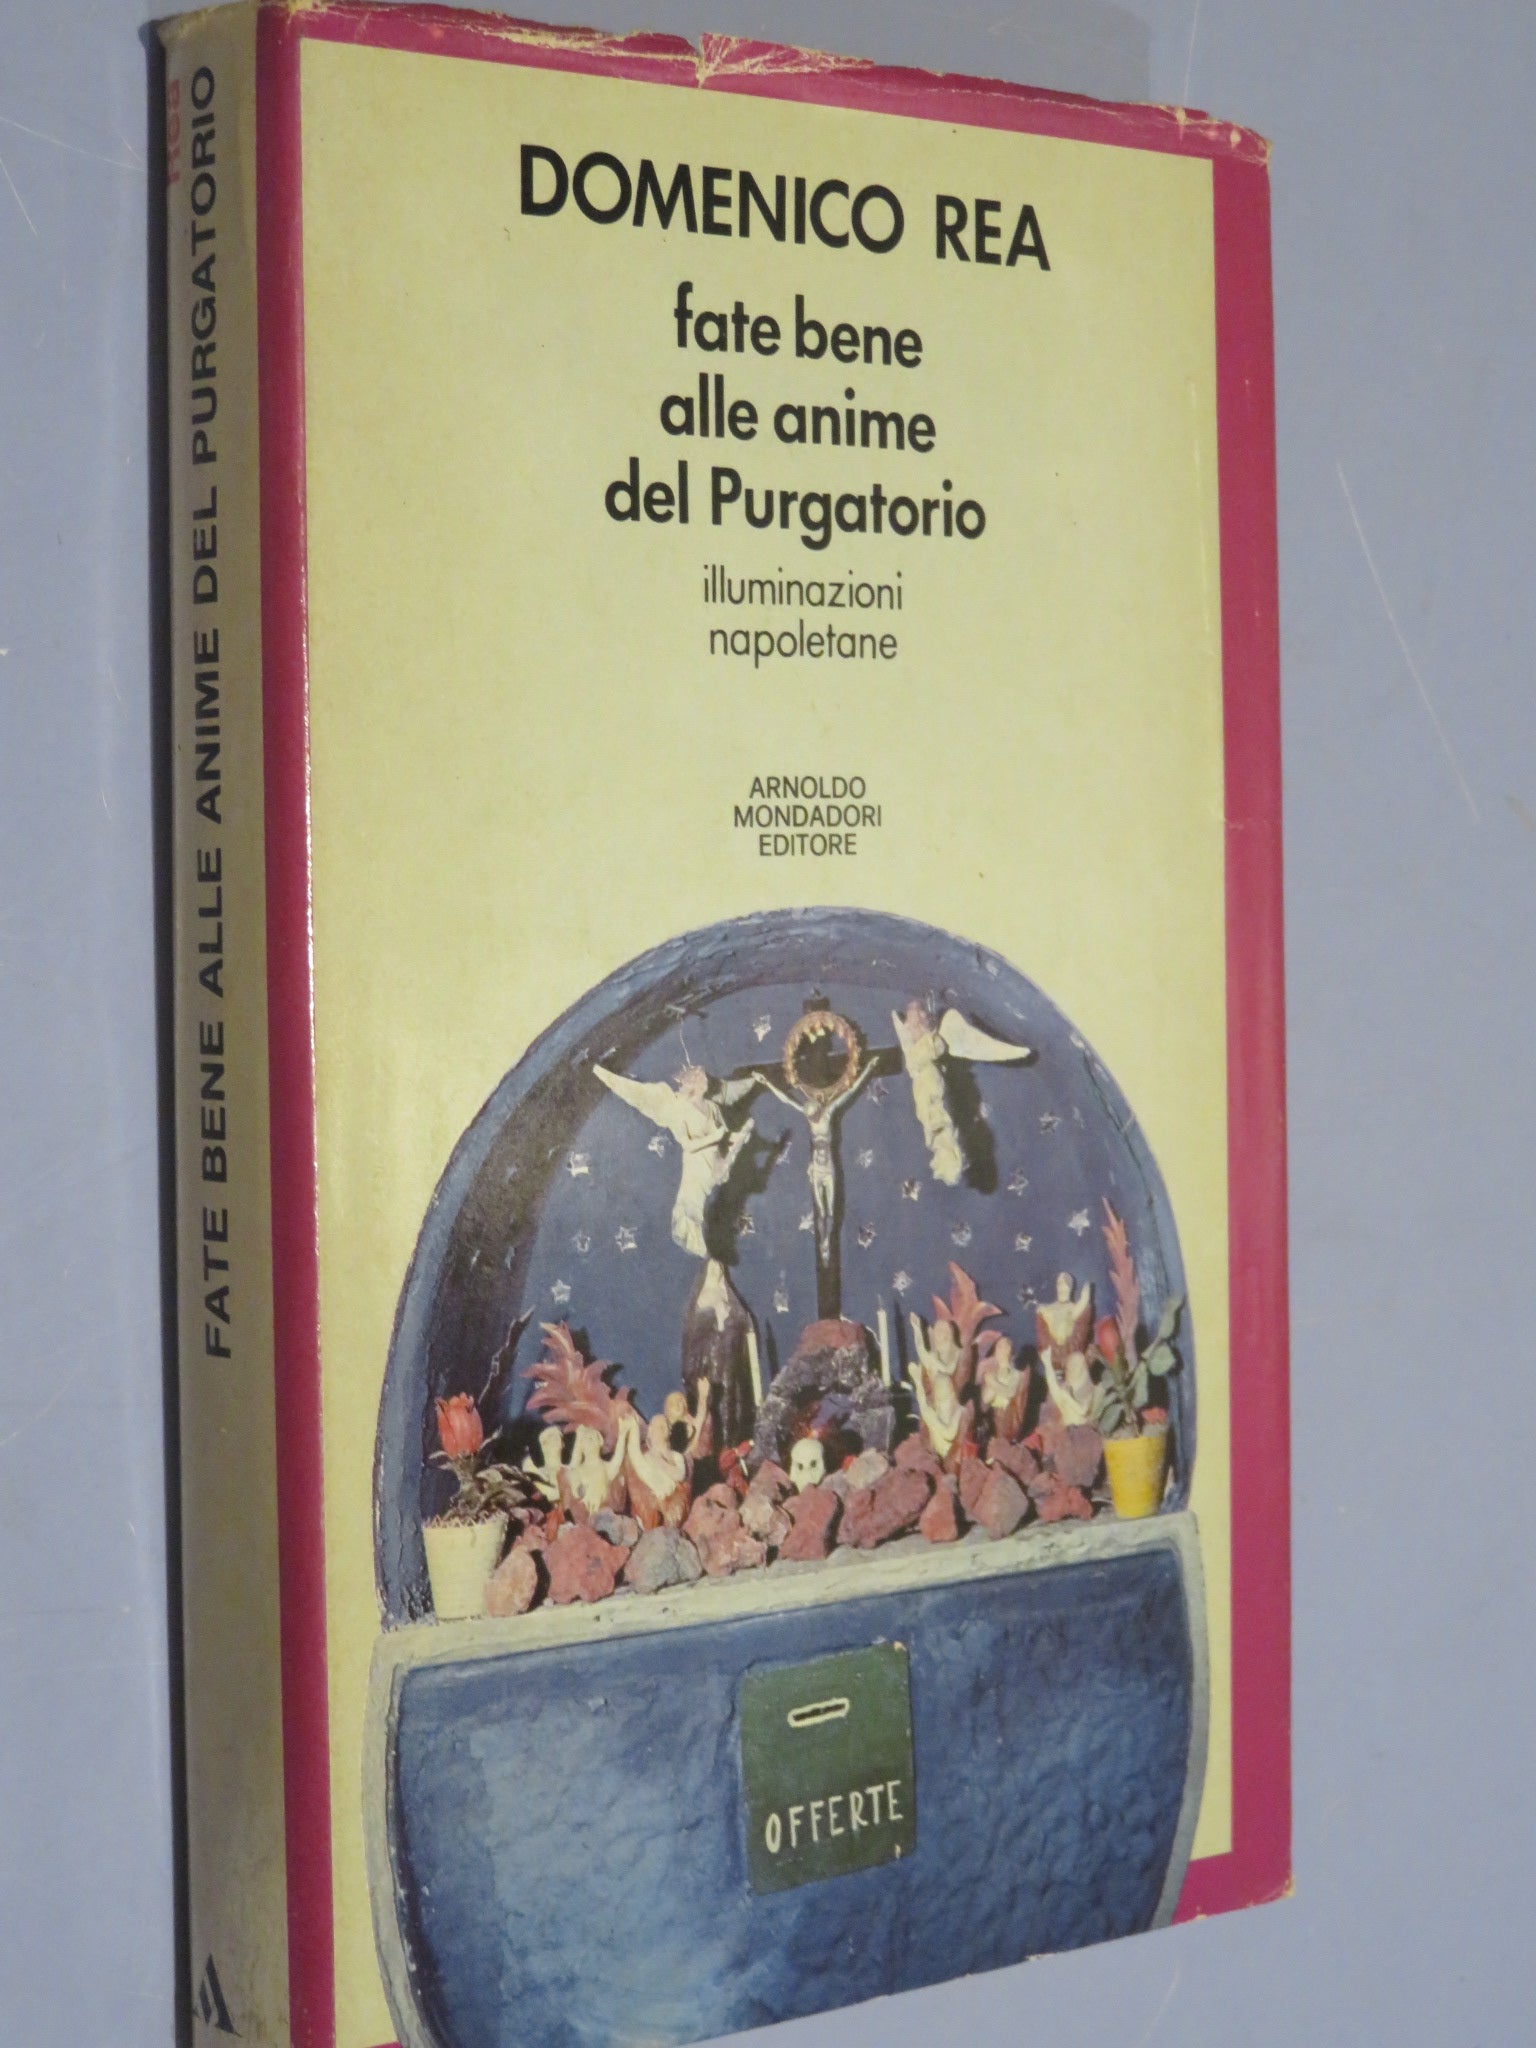 DOMENICO REA
fate bene
alle anime
del Purgatorio
illuminazioni
napoletane
ARNOLDO
MONDADORI
EDITORE
OFFERTE
rea
FATE BENE ALLE ANIME DEL PURGATORIO